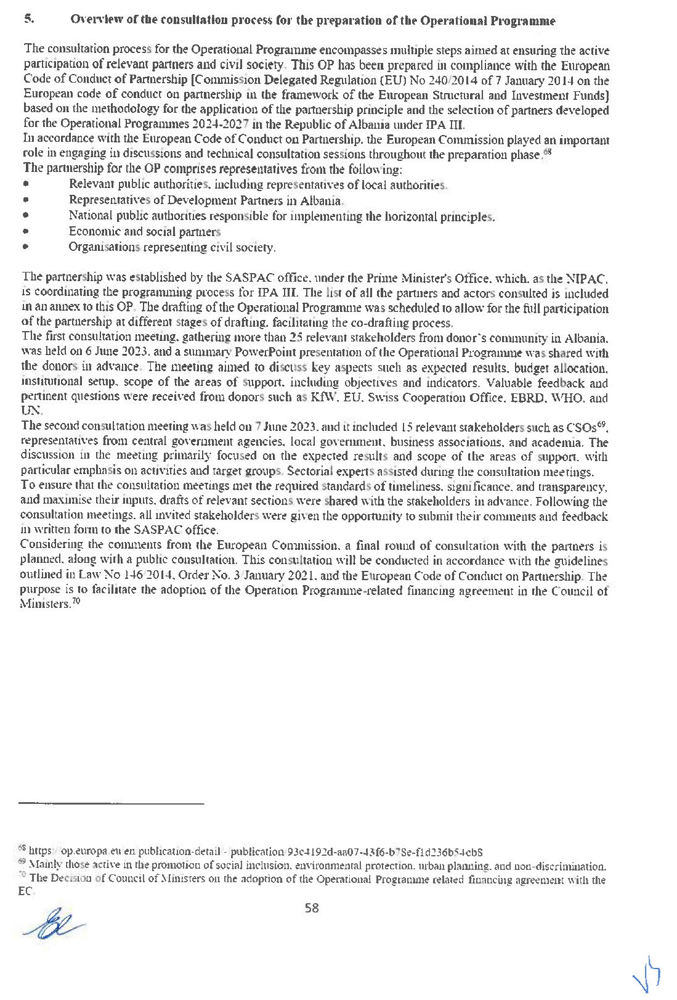 5. Overview of the consultation process for the preparation of the Operational Programme
The consultation process for the Operational Programme encompasses multiple steps aimed at ensuring the active
participation of relevant partners and civil society. This OP has been prepared in compliance with the European
Code of Conduct of Partnership [Commission Delegated Regulation (EU) No 240/2014 of 7 January 2014 on the
European code of conduct on partnership in the framework of the European Structural and Investment Funds]
based on the methodology for the application of the partnership principle and the selection of partners developed
for the Operational Programmes 2024-2027 in the Republic of Albania under IPA III.
In accordance with the European Code of Conduct on Partnership, the European Commission played an important
role in engaging in discussions and technical consultation sessions throughout the preparation phase.68
The partnership for the OP comprises representatives from the following:
• Relevant public authorities, including representatives of local authorities.
• Representatives of Development Partners in Albania.
• National public authorities responsible for implementing the horizontal principles.
• Economic and social partners
• Organisations representing civil society.
The partnership was established by the SASPAC office, under the Prime Minister's Office, which, as the NIPAC,
is coordinating the programming process for IPA III. The list of all the partners and actors consulted is included
in an annex to this OP. The drafting of the Operational Programme was scheduled to allow for the full participation
of the partnership at different stages of drafting, facilitating the co-drafting process.
The first consultation meeting, gathering more than 25 relevant stakeholders from donor's community in Albania,
was held on 6 June 2023, and a summary PowerPoint presentation of the Operational Programme was shared with
the donors in advance. The meeting aimed to discuss key aspects such as expected results, budget allocation,
institutional setup, scope of the areas of support, including objectives and indicators. Valuable feedback and
pertinent questions were received from donors such as KfW, EU, Swiss Cooperation Office, EBRD, WHO, and
UN.
The second consultation meeting was held on 7 June 2023, and it included 15 relevant stakeholders such as CSOs69,
representatives from central government agencies, local government, business associations, and academia. The
discussion in the meeting primarily focused on the expected results and scope of the areas of support, with
particular emphasis on activities and target groups. Sectorial experts assisted during the consultation meetings.
To ensure that the consultation meetings met the required standards of timeliness, significance, and transparency,
and maximise their inputs, drafts of relevant sections were shared with the stakeholders in advance. Following the
consultation meetings, all invited stakeholders were given the opportunity to submit their comments and feedback
in written form to the SASPAC office.
Considering the comments from the European Commission, a final round of consultation with the partners is
planned, along with a public consultation. This consultation will be conducted in accordance with the guidelines
outlined in Law No 146/2014, Order No. 3/January 2021, and the European Code of Conduct on Partnership. The
purpose is to facilitate the adoption of the Operation Programme-related financing agreement in the Council of
Ministers.70
68 https://op.europa.eu/en/publication-detail - publication/93c4192d-aa07-43f6-b78e-f1d236b54cb8
69 Mainly those active in the promotion of social inclusion, environmental protection, urban planning, and non-discrimination.
70 The Decision of Council of Ministers on the adoption of the Operational Programme related financing agreement with the
EC.
58